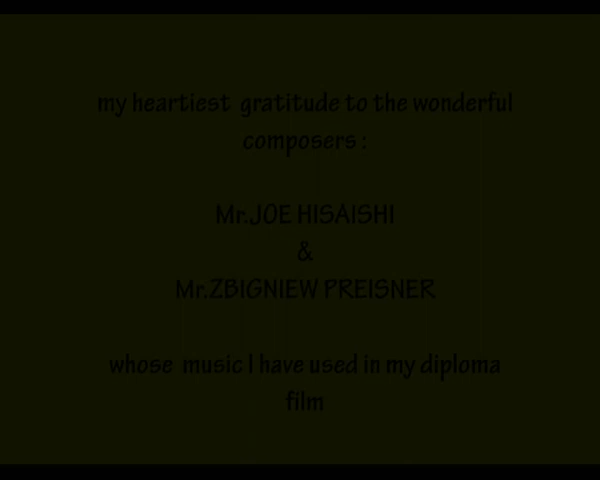 my heartiest gratitude to the wonderful
composers :
Mr.JOE HISAISHI
&
Mr.ZBIGNIEW PREISNER
whose music I have used in my diploma
film